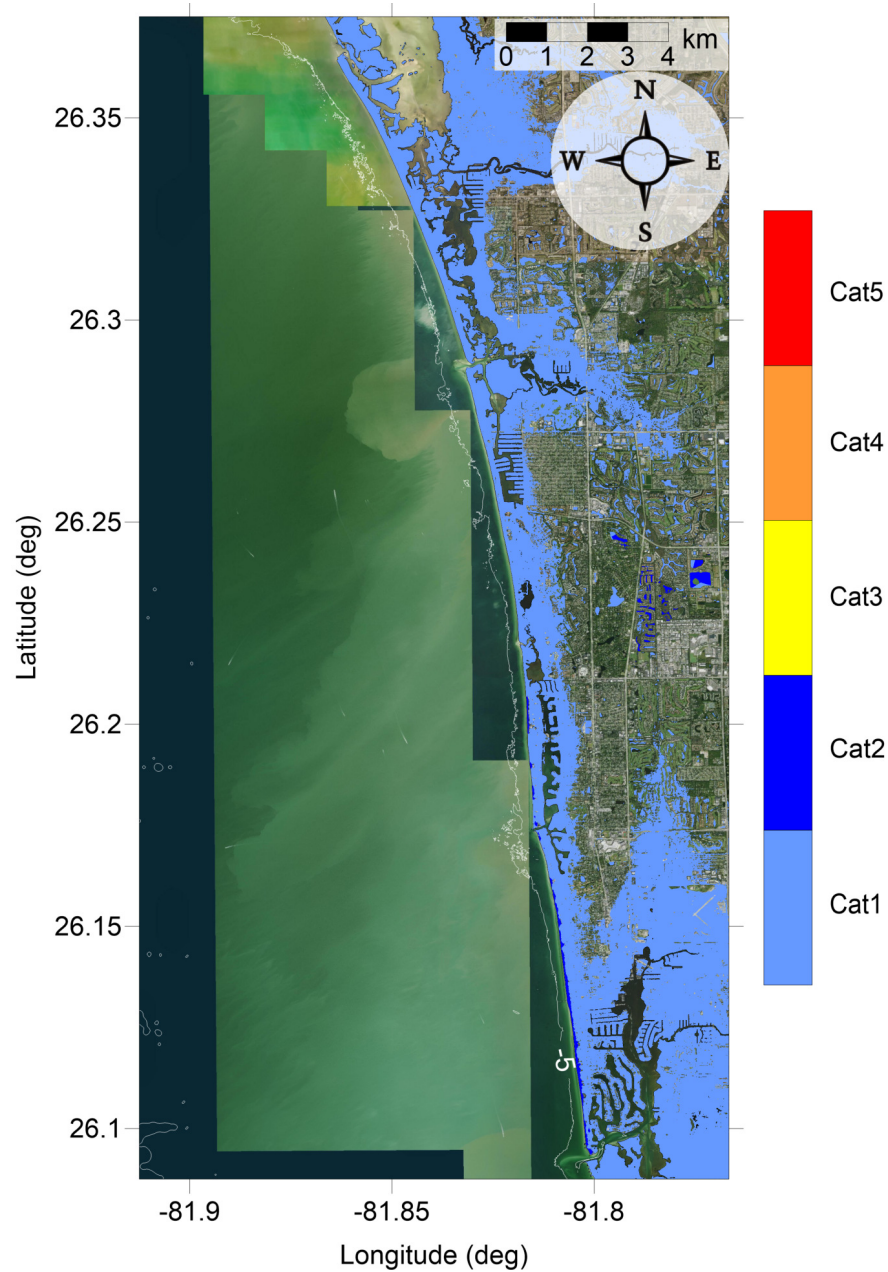 0 1 2 3 4 km
N
W E
S
26.35
26.3
26.25
26.2
26.15
26.1
Latitude (deg)
-5
-81.9 -81.85 -81.8
Longitude (deg)
Cat5
Cat4
Cat3
Cat2
Cat1